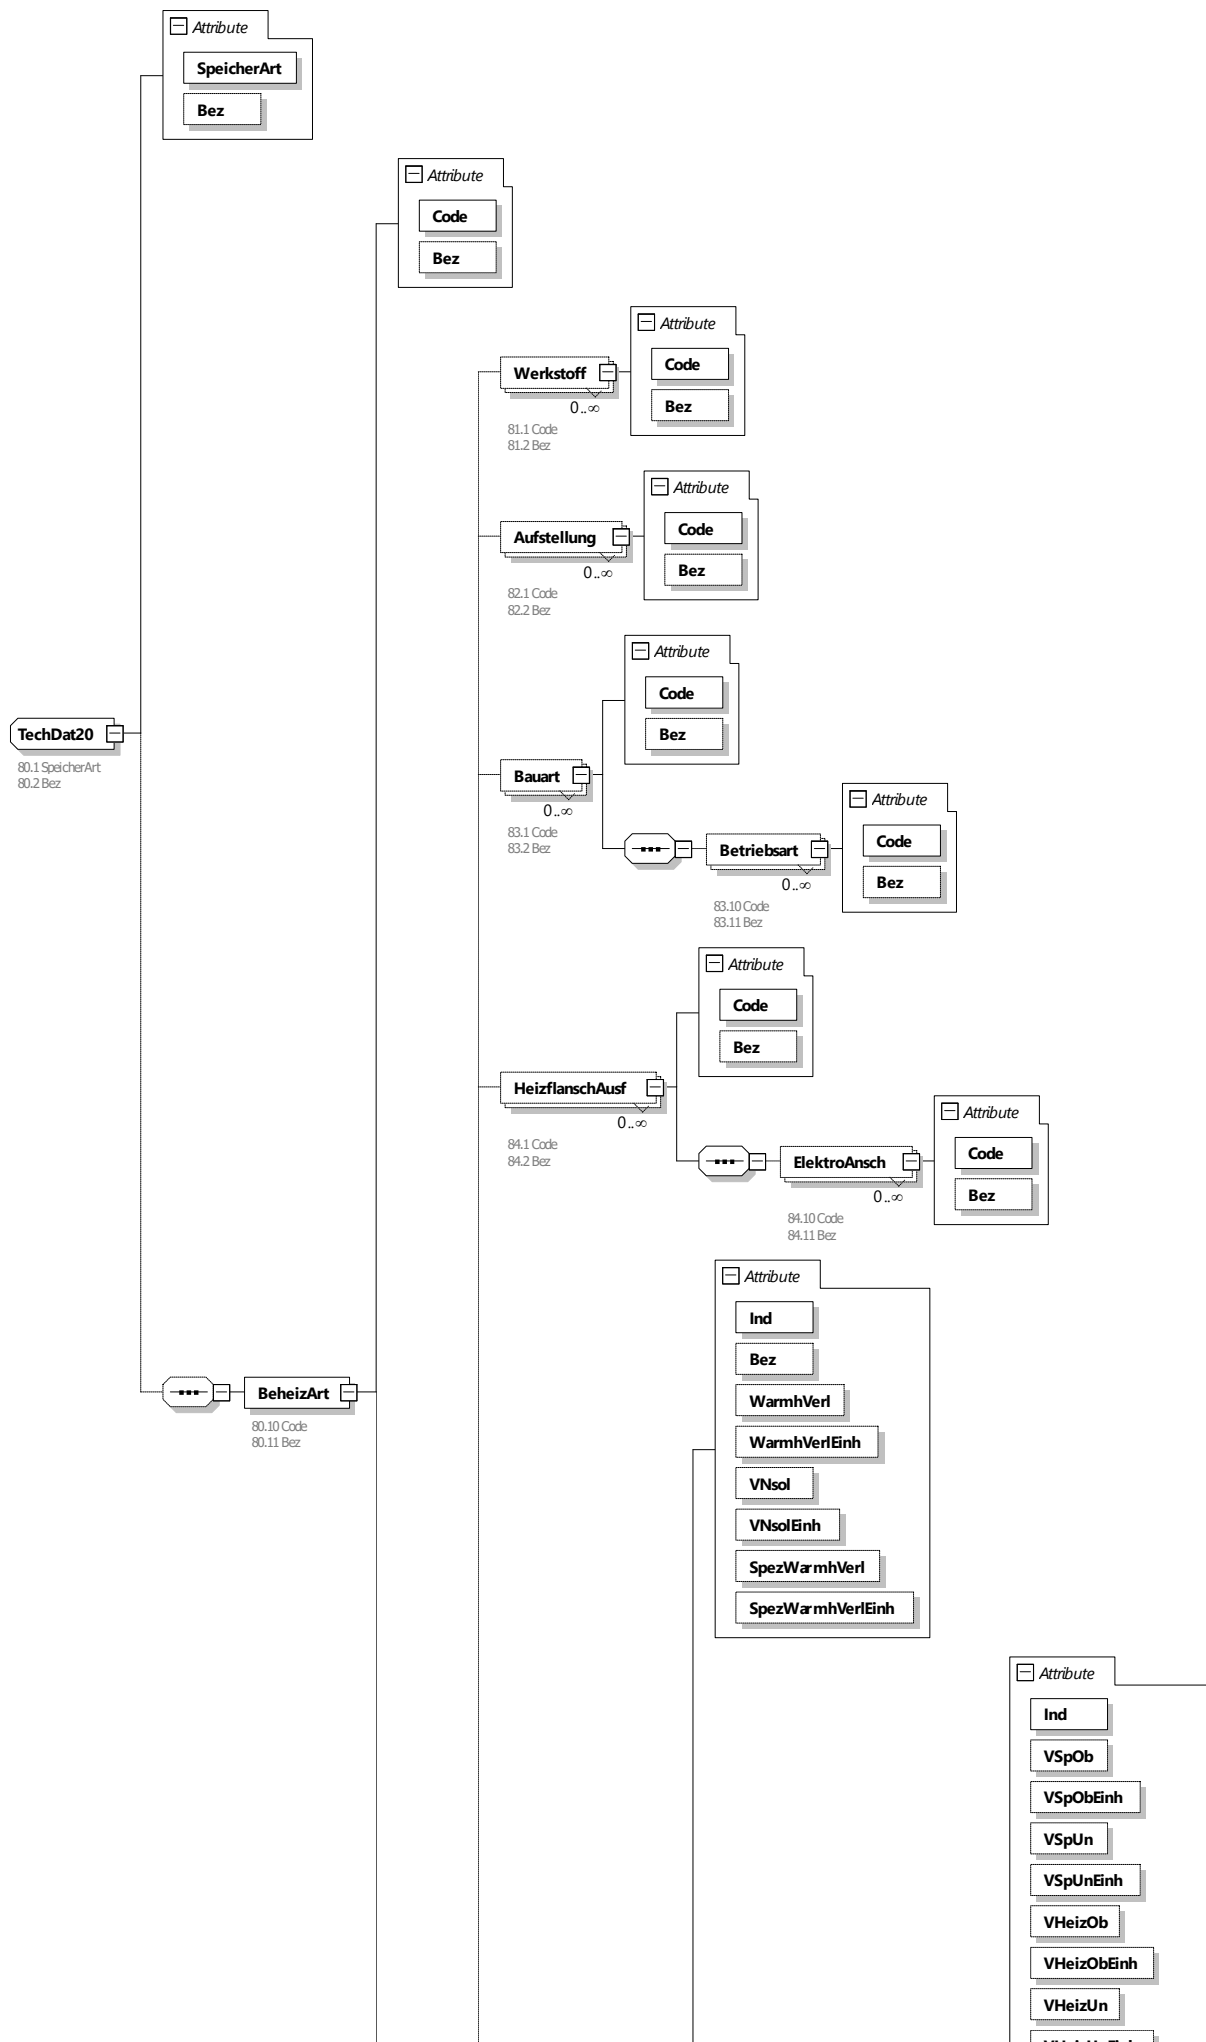 Attribute
SpeicherArt
Bez
Attribute
Code
Bez
Attribute
Werkstoff
Code
Bez
0..∞
81.1 Code
81.2 Bez
Attribute
Aufstellung
Code
Bez
0..∞
82.1 Code
82.2 Bez
Attribute
Code
Bez
TechDat20
80.1 SpeicherArt
80.2 Bez
Bauart
0..∞
83.1 Code
83.2 Bez
Attribute
Code
Betriebsart
Bez
0..∞
83.10 Code
83.11 Bez
Attribute
Code
Bez
HeizflanschAusf
0..∞
84.1 Code
84.2 Bez
Attribute
Code
ElektroAnsch
Bez
0..∞
84.10 Code
84.11 Bez
Attribute
Ind
Bez
BeheizArt
80.10 Code
80.11 Bez
WarmhVerl
WarmhVerlEinh
VNsol
VNsolEinh
SpezWarmhVerl
SpezWarmhVerlEinh
Attribute
Ind
VSpOb
VSpObEinh
VSpUn
VSpUnEinh
VHeizOb
VHeizObEinh
VHeizUn